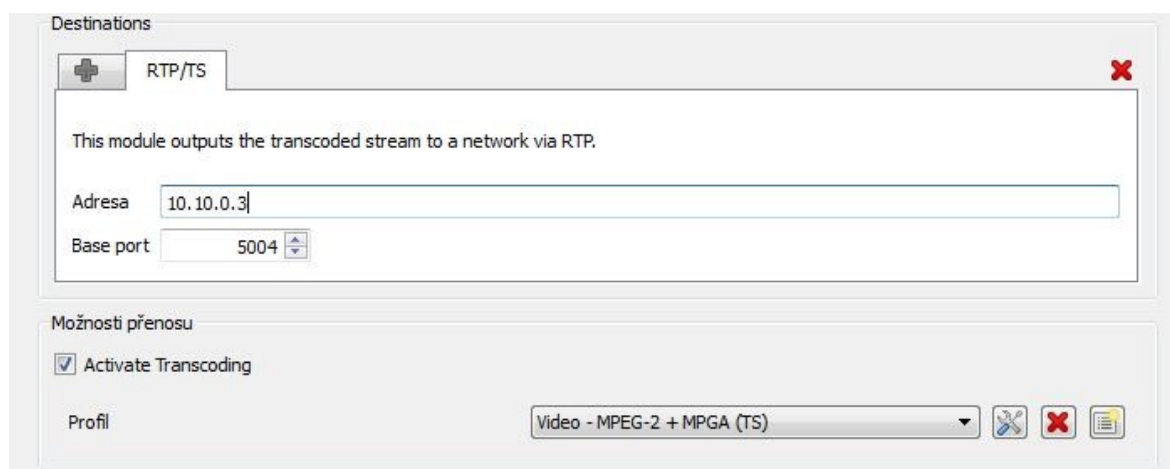 Destinations
RTP/TS
This module outputs the transcoded stream to a network via RTP.
Adresa 10.10.0.3
Base port 5004
Možnosti přenosu
Activate Transcoding
Profil Video - MPEG-2 + MPGA (TS)